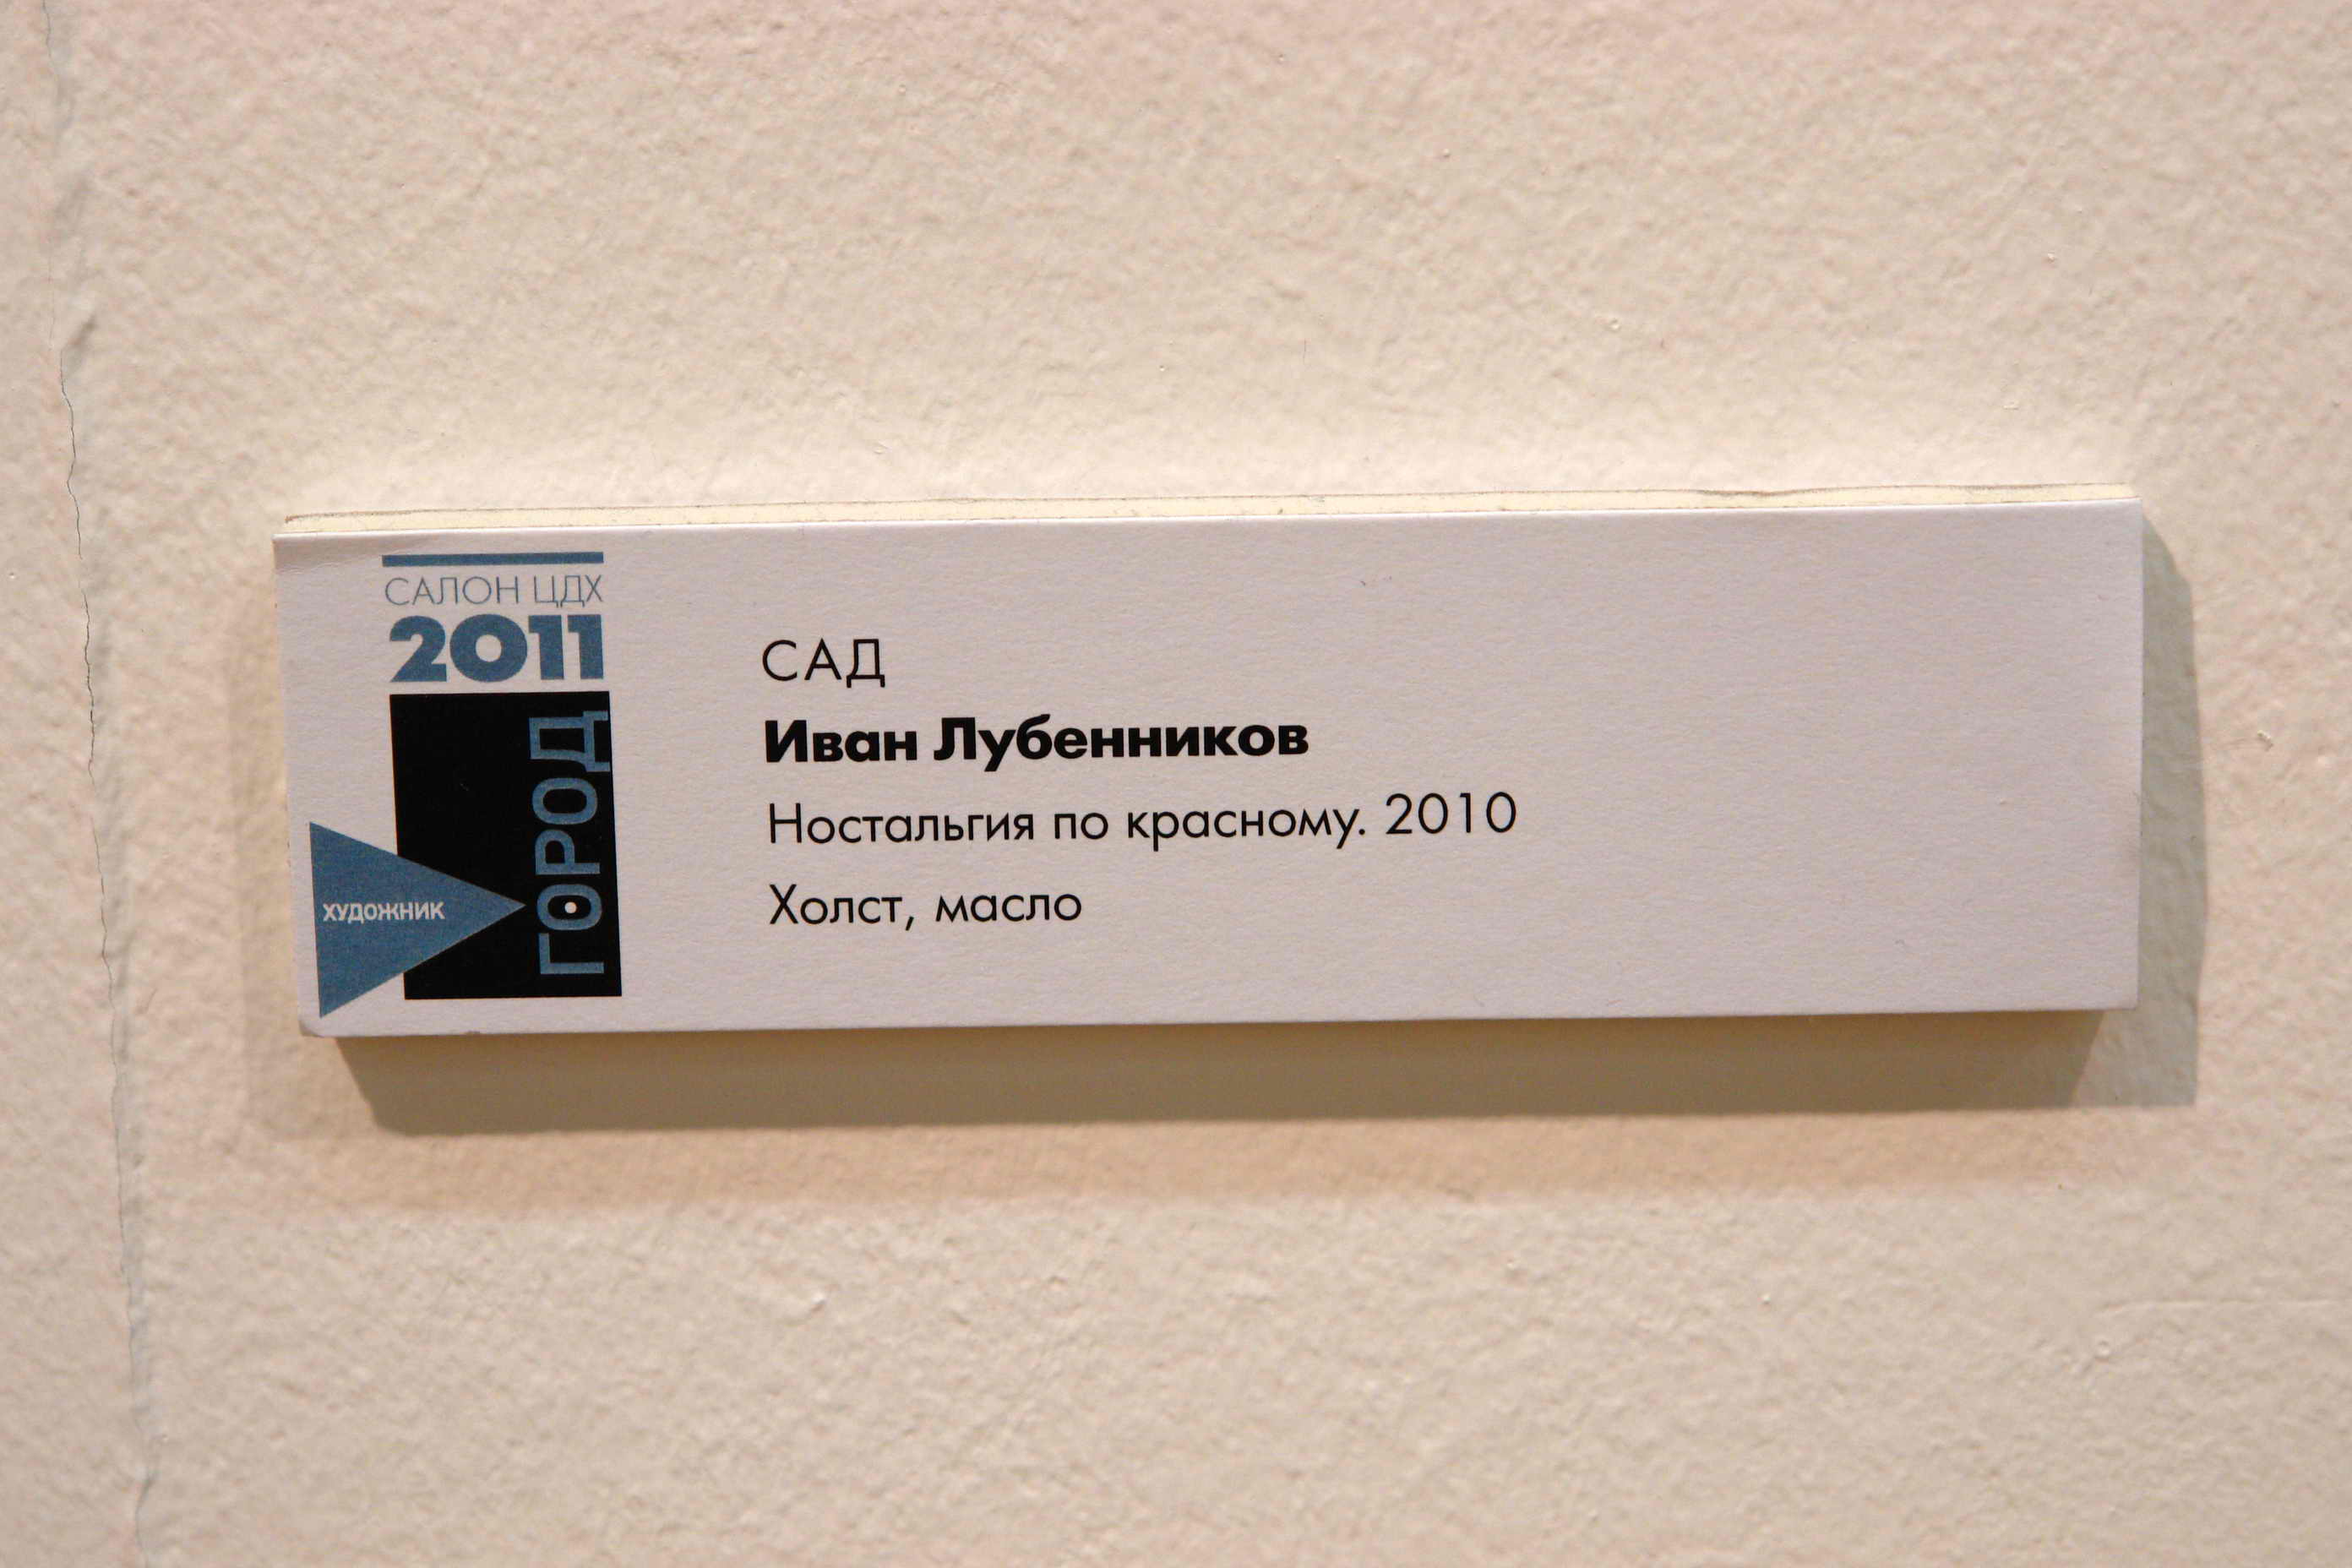 САЛОН ЦДХ
2011
ГОРОД
ХУДОЖНИК
САД
Иван Лубенников
Ностальгия по красному. 2010
Холст, масло